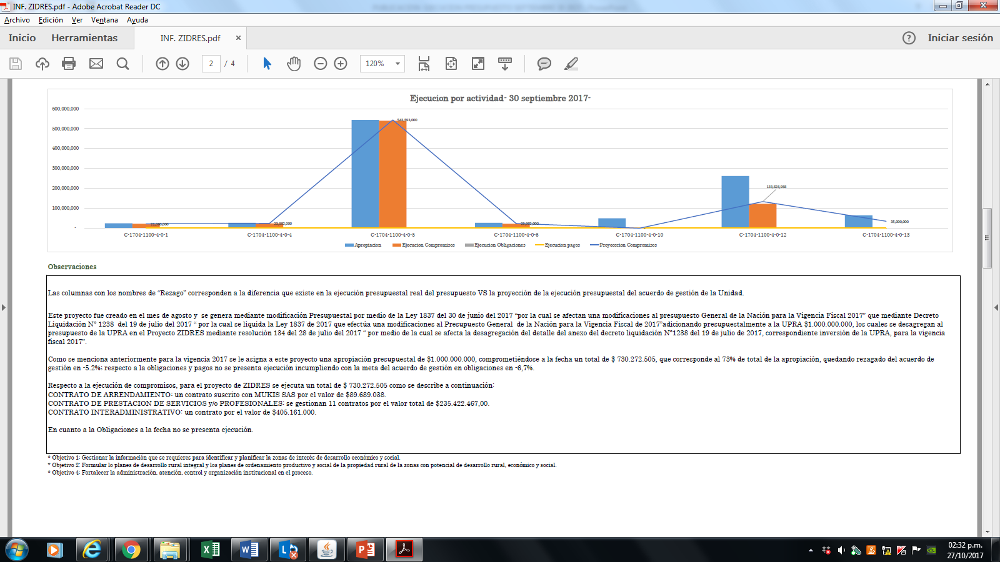 INF. ZIDRES.pdf - Adobe Acrobat Reader DC
Archivo Edición Ver Ventana Ayuda
Inicio Herramientas INF. ZIDRES.pdf × ? Iniciar sesión
2 / 4 120%
Ejecucion por actividad- 30 septiembre 2017-
600,000,000
500,000,000
400,000,000
300,000,000
200,000,000
100,000,000
-
543,593,000
133,828,988
23,992,000
23,992,000
35,000,000
C-1704-1100-4-0-1 C-1704-1100-4-0-4 C-1704-1100-4-0-5 C-1704-1100-4-0-6 C-1704-1100-4-0-10 C-1704-1100-4-0-12 C-1704-1100-4-0-13
Apropiacion Ejecucion Compromisos Ejecucion Obligaciones Ejecucion pagos Proyecccion Compromisos
Observaciones
Las columnas con los nombres de “Rezago” corresponden a la diferencia que existe en la ejecución presupuestal real del presupuesto VS la proyección de la ejecución presupuestal del acuerdo de gestión de la Unidad.
Este proyecto fue creado en el mes de agosto y se genera mediante modificación Presupuestal por medio de la Ley 1837 del 30 de junio del 2017 “por la cual se afectan una modificaciones al presupuesto General de la Nación para la Vigencia Fiscal 2017” que mediante Decreto
Liquidación N° 1238 del 19 de julio del 2017 “ por la cual se liquida la Ley 1837 de 2017 que efectúa una modificaciones al Presupuesto General de la Nación para la Vigencia Fiscal de 2017”adicionando presupuestalmente a la UPRA $1.000.000.000, los cuales se desagregan al
presupuesto de la UPRA en el Proyecto ZIDRES mediante resolución 134 del 28 de julio del 2017 “ por medio de la cual se afecta la desagregación del detalle del anexo del decreto liquidación N°1238 del 19 de julio de 2017, correspondiente inversión de la UPRA, para la vigencia
fiscal 2017”.
Como se menciona anteriormente para la vigencia 2017 se le asigna a este proyecto una apropiación presupuestal de $1.000.000.000, comprometiéndose a la fecha un total de $ 730.272.505, que corresponde al 73% de total de la apropiación, quedando rezagado del acuerdo de
gestión en -5.2%; respecto a la obligaciones y pagos no se presenta ejecución incumpliendo con la meta del acuerdo de gestión en obligaciones en -6,7%.
Respecto a la ejecución de compromisos, para el proyecto de ZIDRES se ejecuta un total de $ 730.272.505 como se describe a continuación:
CONTRATO DE ARRENDAMIENTO: un contrato suscrito con MUKIS SAS por el valor de $89.689.038.
CONTRATO DE PRESTACION DE SERVICIOS y/o PROFESIONALES: se gestionan 11 contratos por el valor total de $235.422.467,00.
CONTRATO INTERADMINISTRATIVO: un contrato por el valor de $405.161.000.
En cuanto a la Obligaciones a la fecha no se presenta ejecución.
* Objetivo 1: Gestionar la información que se requieres para identificar y planificar la zonas de interés de desarrollo económico y social.
* Objetivo 2: Formular lo planes de desarrollo rural integral y los planes de ordenamiento productivo y social de la propiedad rural de la zonas con potencial de desarrollo rural, económico y social.
* Objetivo 4: Fortalecer la administración, atención, control y organización institucional en el proceso.
02:32 p.m.
27/10/2017